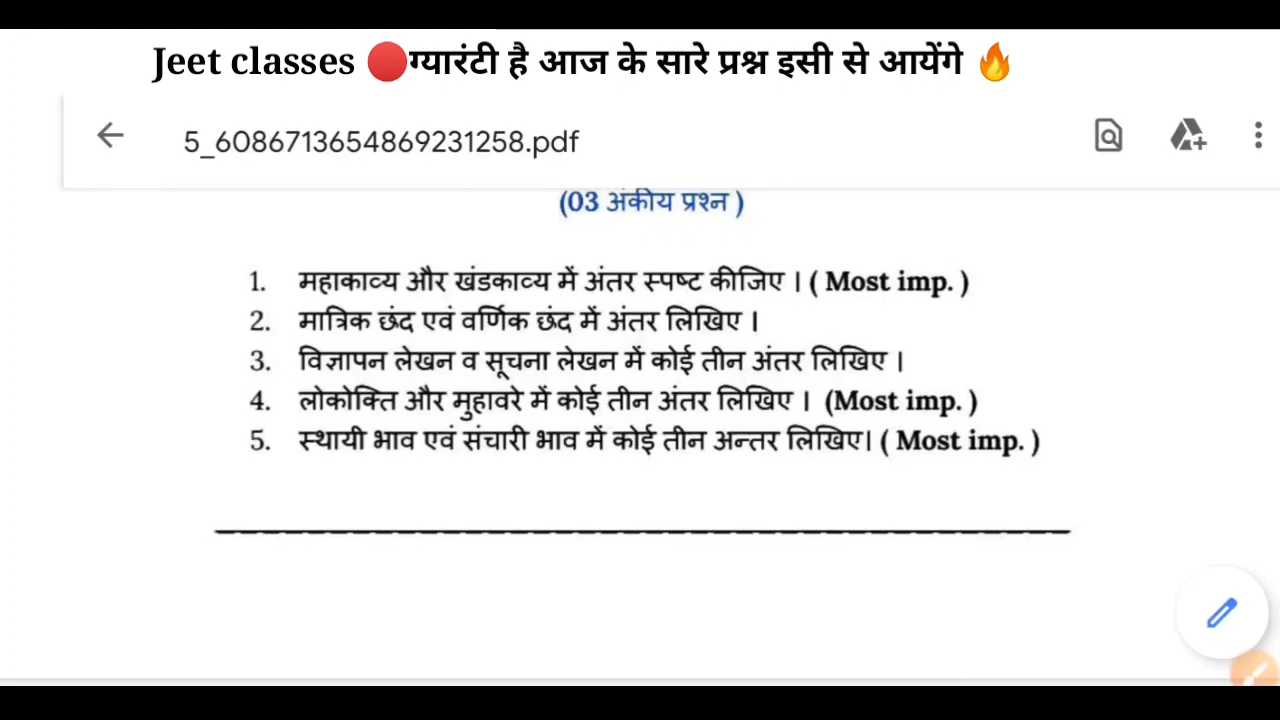 Jeet classes 🔴ग्यारंटी है आज के सारे प्रश्न इसी से आयेंगे 🔥
5_6086713654869231258.pdf
(03 अंकीय प्रश्न )
1. महाकाव्य और खंडकाव्य में अंतर स्पष्ट कीजिए । ( Most imp. )
2. मात्रिक छंद एवं वर्णिक छंद में अंतर लिखिए ।
3. विज्ञापन लेखन व सूचना लेखन में कोई तीन अंतर लिखिए ।
4. लोकोक्ति और मुहावरे में कोई तीन अंतर लिखिए । (Most imp. )
5. स्थायी भाव एवं संचारी भाव में कोई तीन अन्तर लिखिए। ( Most imp. )